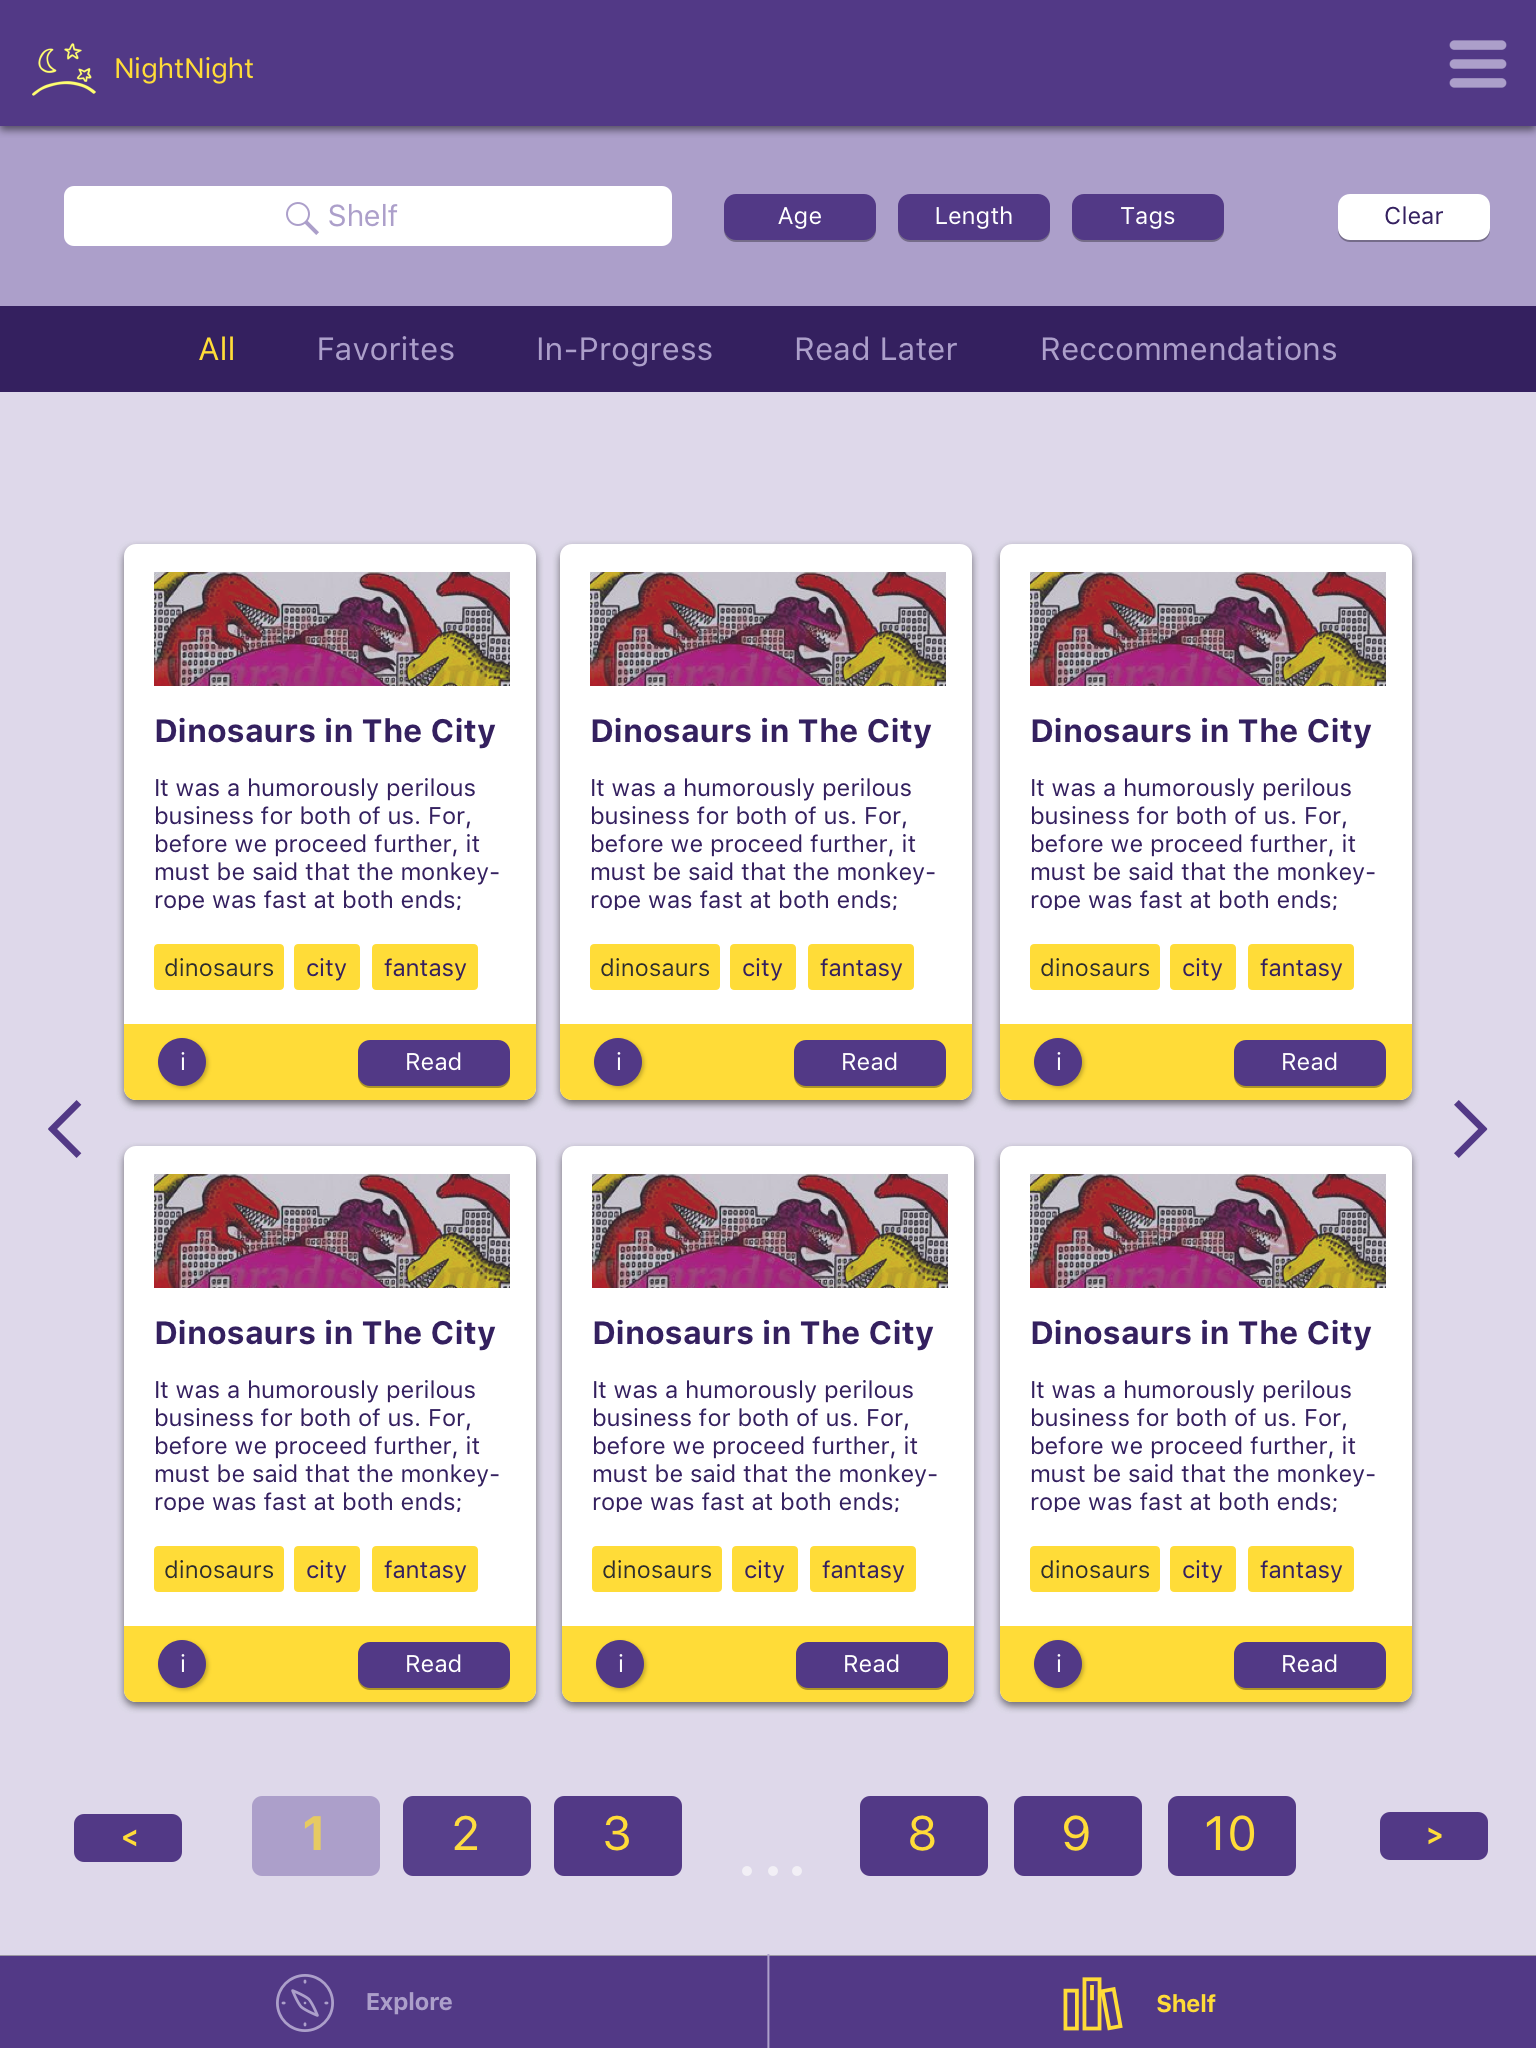 NightNight
Shelf
Age
Length
Tags
Clear
All
Favorites
In-Progress
Read Later
Reccommendations
Dinosaurs in The City
It was a humorously perilous
business for both of us. For,
before we proceed further, it
must be said that the monkey-
rope was fast at both ends;
dinosaurs
city
fantasy
i
Read
Dinosaurs in The City
It was a humorously perilous
business for both of us. For,
before we proceed further, it
must be said that the monkey-
rope was fast at both ends;
dinosaurs
city
fantasy
i
Read
Dinosaurs in The City
It was a humorously perilous
business for both of us. For,
before we proceed further, it
must be said that the monkey-
rope was fast at both ends;
dinosaurs
city
fantasy
i
Read
Dinosaurs in The City
It was a humorously perilous
business for both of us. For,
before we proceed further, it
must be said that the monkey-
rope was fast at both ends;
dinosaurs
city
fantasy
i
Read
Dinosaurs in The City
It was a humorously perilous
business for both of us. For,
before we proceed further, it
must be said that the monkey-
rope was fast at both ends;
dinosaurs
city
fantasy
i
Read
Dinosaurs in The City
It was a humorously perilous
business for both of us. For,
before we proceed further, it
must be said that the monkey-
rope was fast at both ends;
dinosaurs
city
fantasy
i
Read
<
1
2
3
...
8
9
10
>
Explore
Shelf